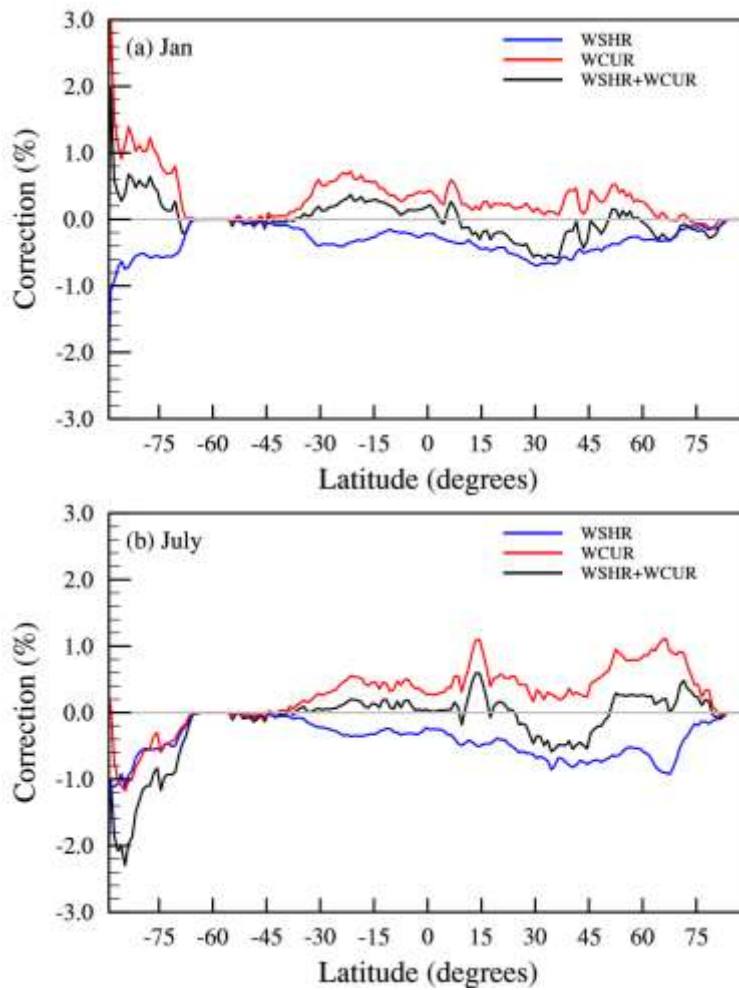 3.0
(a) Jan
WSHR
WCUR
WSHR+WCUR
2.0
1.0
0.0
-1.0
-2.0
-3.0
Correction (%)
-75 -60 -45 -30 -15 0 15 30 45 60 75
Latitude (degrees)
3.0
(b) July
WSHR
WCUR
WSHR+WCUR
2.0
1.0
0.0
-1.0
-2.0
-3.0
Correction (%)
-75 -60 -45 -30 -15 0 15 30 45 60 75
Latitude (degrees)